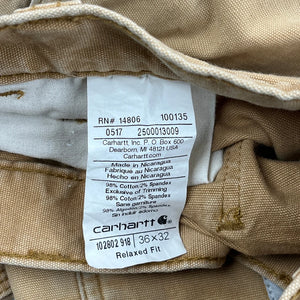 RN# 14806 100135
0517 2500013009
Carhartt, Inc. P.O. Box 600
Dearborn, MI 48121 USA
Carhartt.com
Made in Nicaragua
Fabriqué au Nicaragua
Hecho en Nicaragua
98% Cotton/2% Spandex
Exclusive of Trimming
98% Coton/2% Spandex
Sans garniture
98% Algodón/2% Spandex
Sin incluir adornos
carhartt
102802 918 36×32
Relaxed Fit